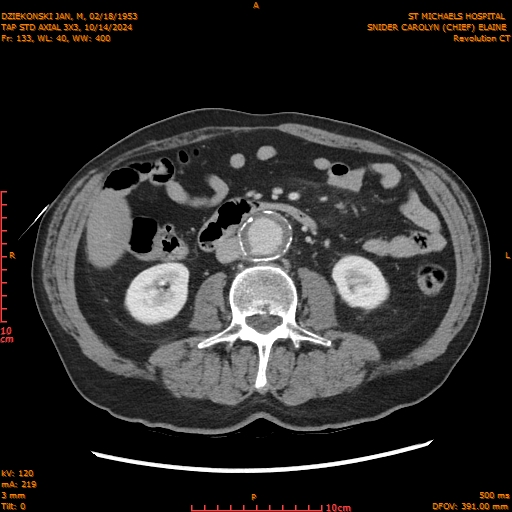 A
DZIEKONSKI JAN, M, 02/18/1953
TAP STD AXIAL 3X3, 10/14/2024
Fr: 133, WL: 40, WW: 400
ST MICHAELS HOSPITAL
SNIDER CAROLYN (CHIEF) ELAINE
Revolution CT
R
L
10
cm
kV: 120
mA: 219
3 mm
Tilt: 0
P
10cm
500 ms
DFOV: 391.00 mm